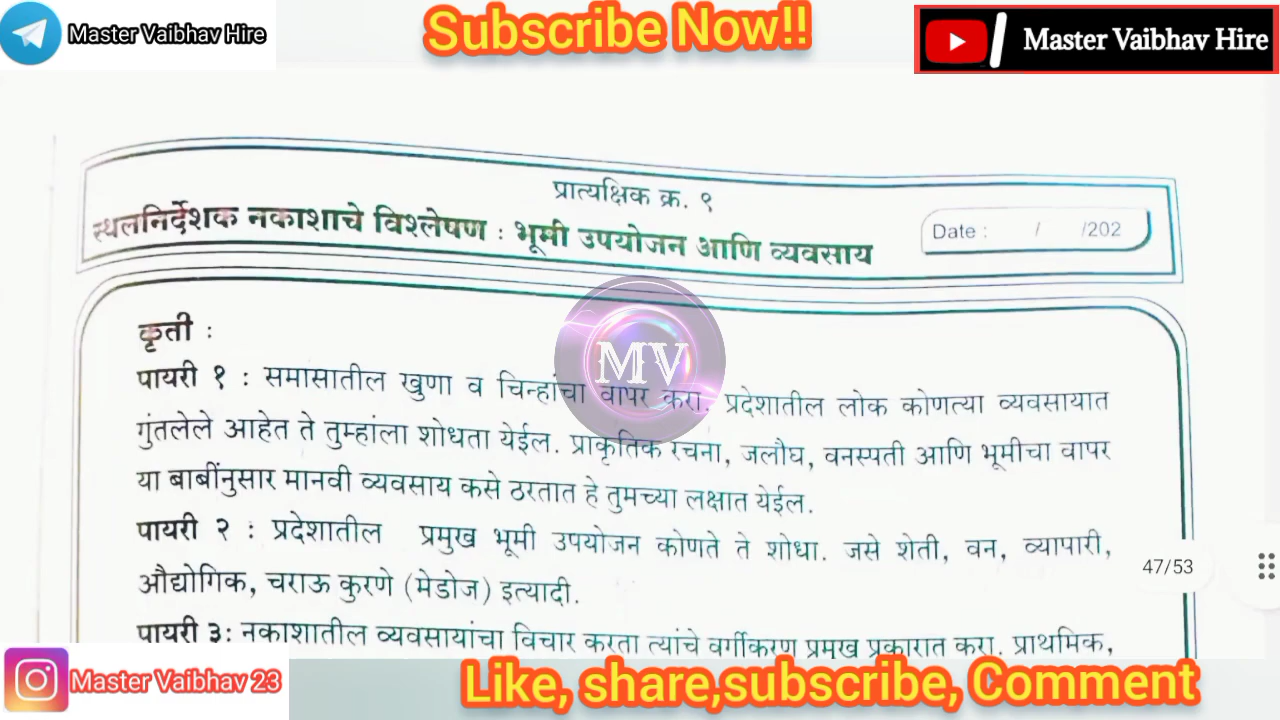 Master Vaibhav Hire
Subscribe Now!!
Master Vaibhav Hire
प्रात्यक्षिक क्र. ९
स्थलनिर्देशक नकाशाचे विश्लेषण : भूमी उपयोजन आणि व्यवसाय
Date : / /202
कृती :
पायरी १ : समासातील खुणा व चिन्हांचा वापर करा. प्रदेशातील लोक कोणत्या व्यवसायात
गुंतलेले आहेत ते तुम्हांला शोधता येईल. प्राकृतिक रचना, जलौघ, वनस्पती आणि भूमीचा वापर
या बाबींनुसार मानवी व्यवसाय कसे ठरतात हे तुमच्या लक्षात येईल.
पायरी २ : प्रदेशातील प्रमुख भूमी उपयोजन कोणते ते शोधा. जसे शेती, वन, व्यापारी,
औद्योगिक, चराऊ कुरणे (मेडोज) इत्यादी.
पायरी ३: नकाशातील व्यवसायांचा विचार करता त्यांचे वर्गीकरण प्रमुख प्रकारात करा. प्राथमिक,
MV
47/53
Master Vaibhav 23
Like, share,subscribe, Comment